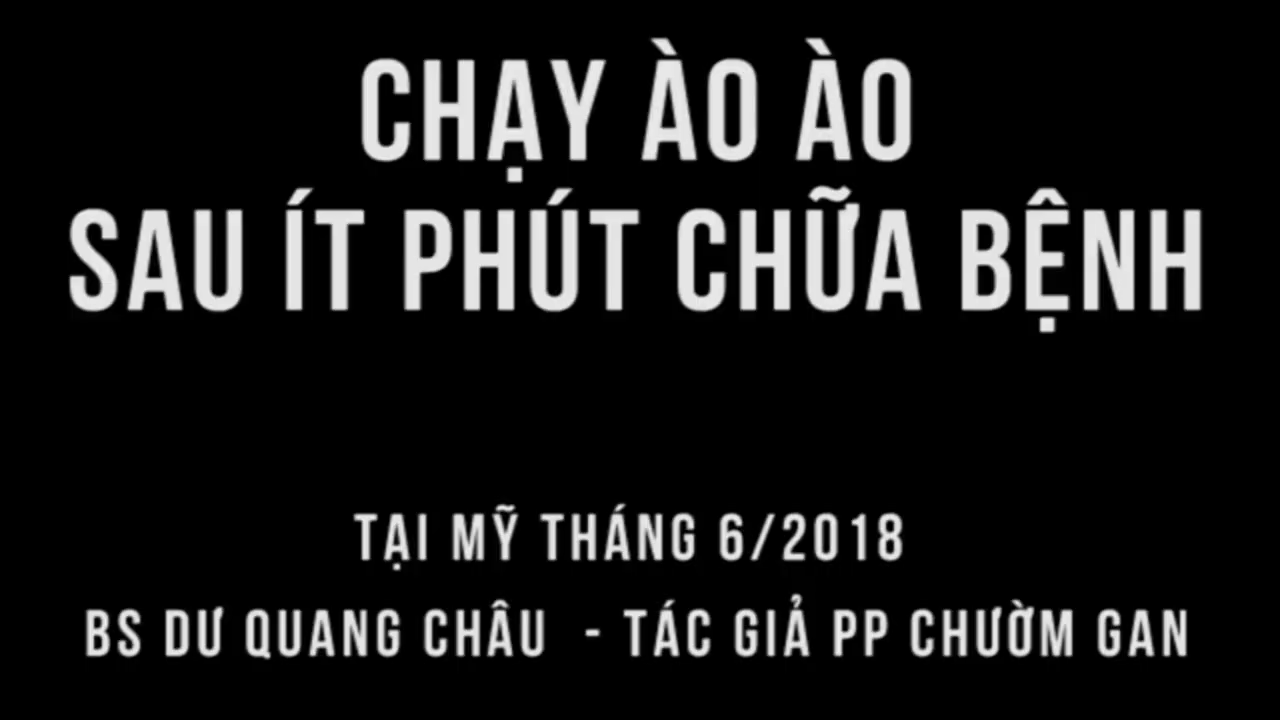 CHẠY ÀO ÀO
SAU ÍT PHÚT CHỮA BỆNH
TẠI MỸ THÁNG 6/2018
BS DƯ QUANG CHÂU - TÁC GIẢ PP CHƯỜM GAN